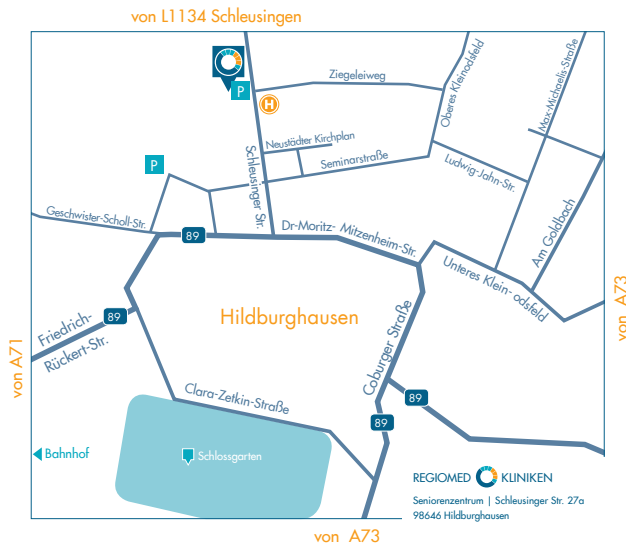 von L1134 Schleusingen
Ziegeleiweg
Oberes Kleinodsfeld
Max-Michaelis-Straße
P
H
Neustädter Kirchplan
P
Schleusinger Str.
Seminarstraße
Ludwig-Jahn-Str.
Geschwister-Scholl-Str.
89
Dr-Moritz- Mitzenheim-Str.
Am Goldbach
Unteres Klein- odsfeld
von A73
89
Friedrich-
Rückert-Str.
Hildburghausen
Coburger Straße
von A71
Clara-Zetkin-Straße
89
89
Bahnhof
Schlossgarten
REGIOMED KLINIKEN
Seniorenzentrum | Schleusinger Str. 27a
98646 Hildburghausen
von A73